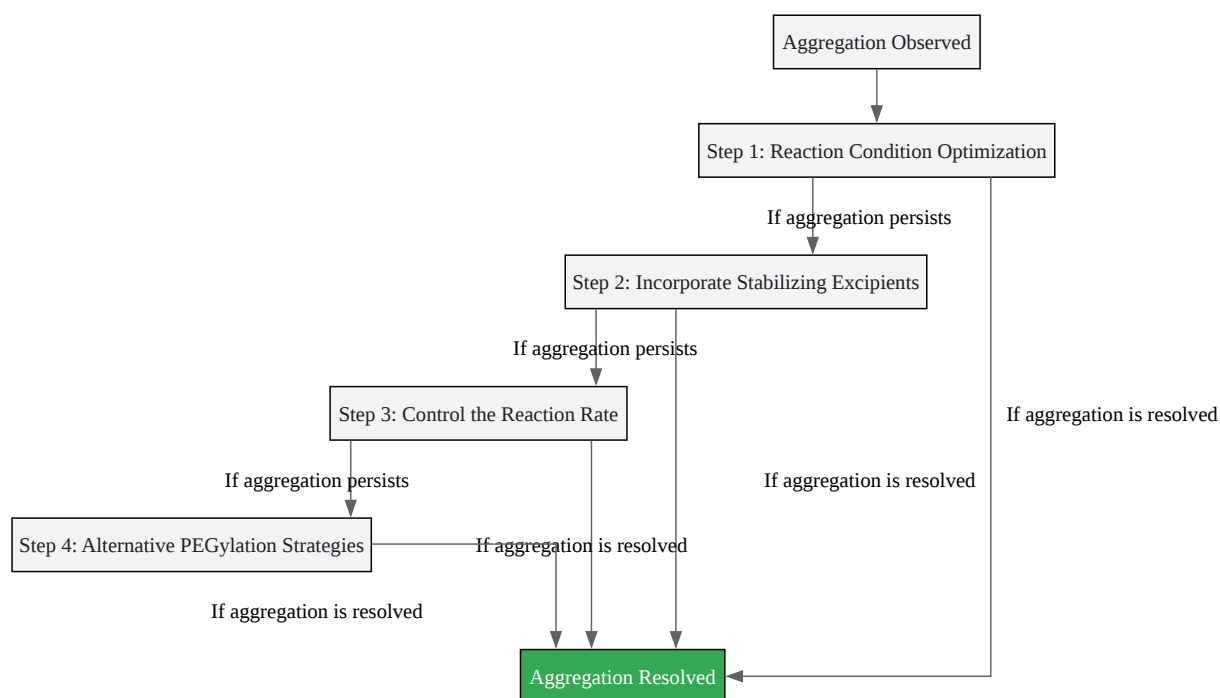 Aggregation Observed
Step 1: Reaction Condition Optimization
If aggregation persists
Step 2: Incorporate Stabilizing Excipients
If aggregation persists
Step 3: Control the Reaction Rate
If aggregation is resolved
If aggregation persists
If aggregation is resolved
Step 4: Alternative PEGylation Strategies
If aggregation is resolved
If aggregation is resolved
Aggregation Resolved